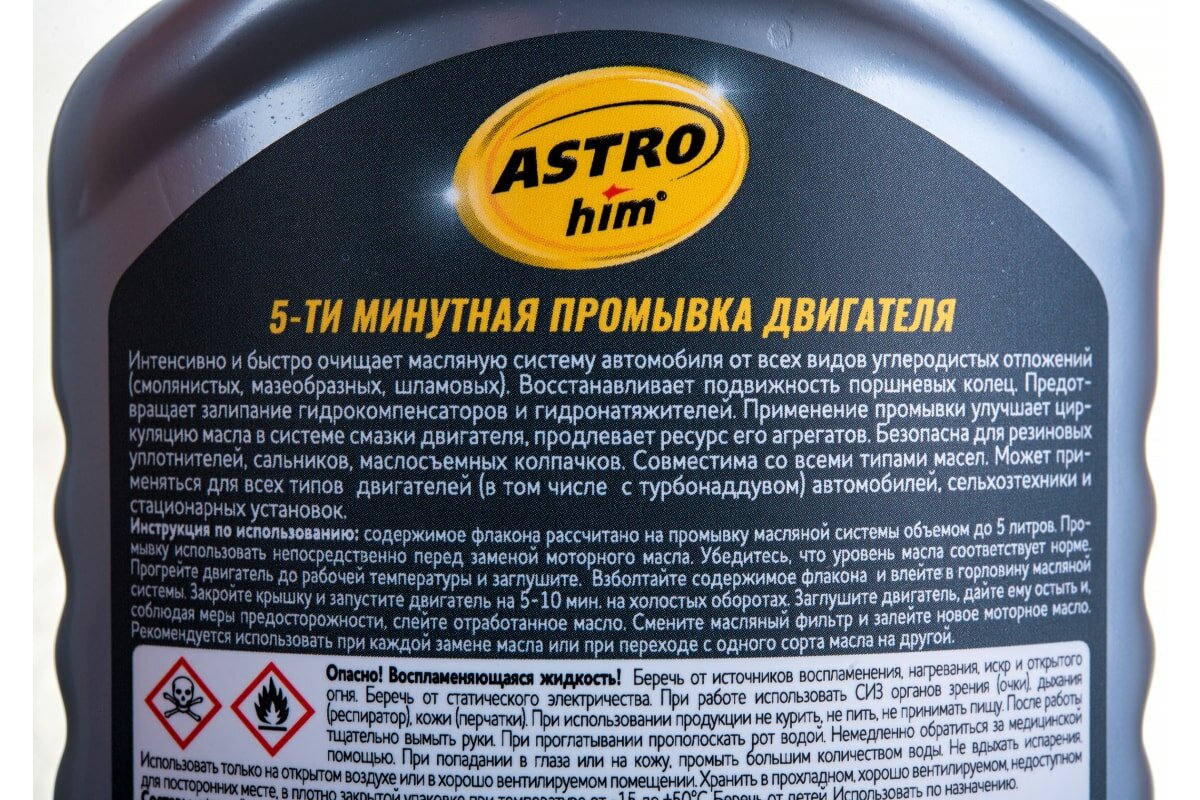 ASTRO
him®
5-ТИ МИНУТНАЯ ПРОМЫВКА ДВИГАТЕЛЯ
Интенсивно и быстро очищает масляную систему автомобиля от всех видов углеродистых отложений
(смолянистых, мазеобразных, шламовых). Восстанавливает подвижность поршневых колец. Предот-
вращает залипание гидрокомпенсаторов и гидронатяжителей. Применение промывки улучшает цир-
куляцию масла в системе смазки двигателя, продлевает ресурс его агрегатов. Безопасна для резиновых
уплотнителей, сальников, маслосъемных колпачков. Совместима со всеми типами масел. Может при-
меняться для всех типов двигателей (в том числе с турбонаддувом) автомобилей, сельхозтехники и
стационарных установок.
Инструкция по использованию: содержимое флакона рассчитано на промывку масляной системы объемом до 5 литров. Про-
мывку использовать непосредственно перед заменой моторного масла. Убедитесь, что уровень масла соответствует норме.
Прогрейте двигатель до рабочей температуры и заглушите. Взболтайте содержимое флакона и влейте в горловину масляной
системы. Закройте крышку и запустите двигатель на 5-10 мин. на холостых оборотах. Заглушите двигатель, дайте ему остыть и,
соблюдая меры предосторожности, слейте отработанное масло. Смените масляный фильтр и залейте новое моторное масло.
Рекомендуется использовать при каждой замене масла или при переходе с одного сорта масла на другой.
Опасно! Воспламеняющаяся жидкость! Беречь от источников воспламенения, нагревания, искр и открытого
огня. Беречь от статического электричества. При работе использовать СИЗ органов зрения (очки), дыхания
(респиратор), кожи (перчатки). При использовании продукции не курить, не пить, не принимать пищу. После работы
тщательно вымыть руки. При проглатывании прополоскать рот водой. Немедленно обратиться за медицинской
помощью. При попадании в глаза или на кожу, промыть большим количеством воды. Не вдыхать испарения.
Использовать только на открытом воздухе или в хорошо вентилируемом помещении. Хранить в прохладном, хорошо вентилируемом, недоступном
для посторонних месте, в плотно закрытой упаковке при температуре от -15 до +50°С. Беречь от детей. Использовать по назначению.